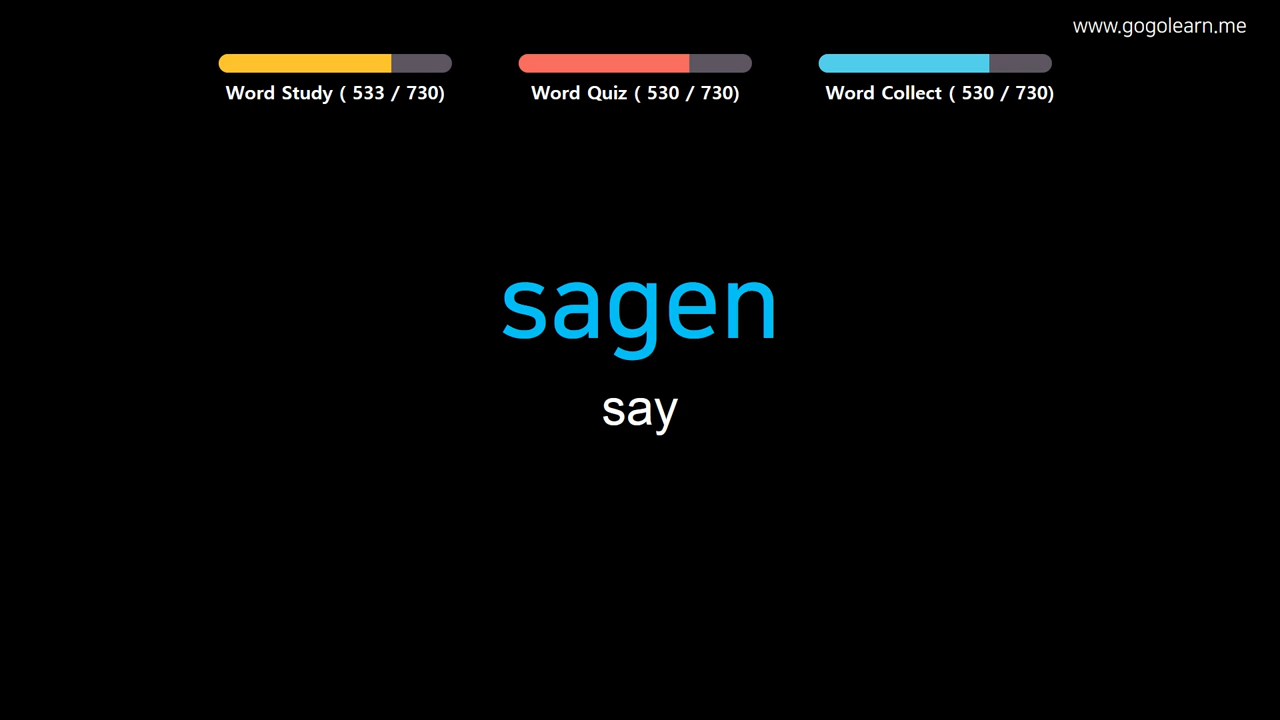 www.gogolearn.me
Word Study ( 533 / 730)
Word Quiz ( 530 / 730)
Word Collect ( 530 / 730)
sagen
say